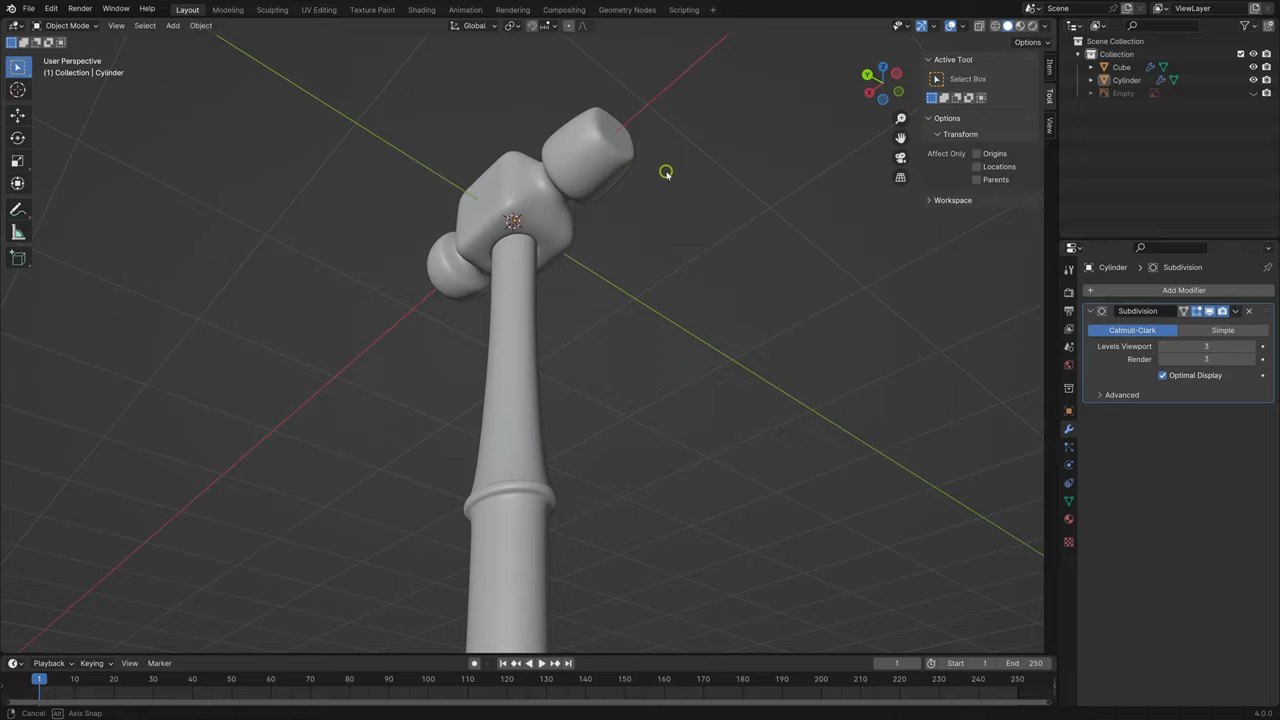 File Edit Render Window Help Layout Modeling Sculpting UV Editing Texture Paint Shading Animation Rendering Compositing Geometry Nodes Scripting + Scene ViewLayer
Object Mode View Select Add Object Global
Options
User Perspective
(1) Collection | Cylinder
Active Tool
Select Box
Options
Transform
Affect Only Origins
Locations
Parents
Workspace
Item
Tool
View
X
Y
Z
Scene Collection
Collection
Cube
Cylinder
Empty
Cylinder > Subdivision
+ Add Modifier
Subdivision
Catmull-Clark Simple
Levels Viewport 3
Render 3
Optimal Display
Advanced
Playback Keying View Marker 1 Start 1 End 250
1 10 20 30 40 50 60 70 80 90 100 110 120 130 140 150 160 170 180 190 200 210 220 230 240 250
Cancel Axis Snap 4.0.0